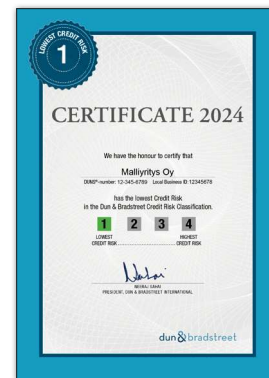 LOWEST CREDIT RISK
1
CERTIFICATE 2024
We have the honour to certify that
Malliyritys Oy
DUNS®-number: 12-345-6789 Local Business ID: 12345678
has the lowest Credit Risk
in the Dun & Bradstreet Credit Risk Classification.
1 2 3 4
LOWEST CREDIT RISK HIGHEST CREDIT RISK
NEERAJ SAHAI
PRESIDENT, DUN & BRADSTREET INTERNATIONAL
dun & bradstreet